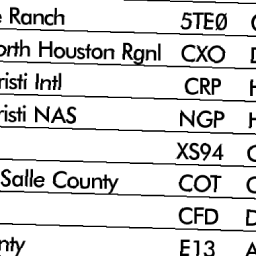 Ranch 5TEØ
orth Houston Rgnl CXO
risti Intl CRP
risti NAS NGP
XS94
Salle County COT
CFD
nty E13